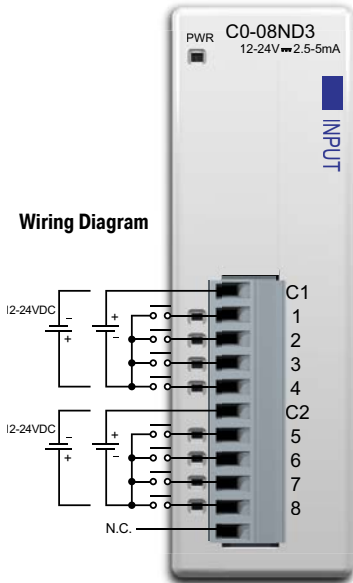 PWR C0-08ND3
12-24V⎓2.5-5mA
INPUT
Wiring Diagram
C1
12-24VDC
1
2
3
4
C2
12-24VDC
5
6
7
8
N.C.